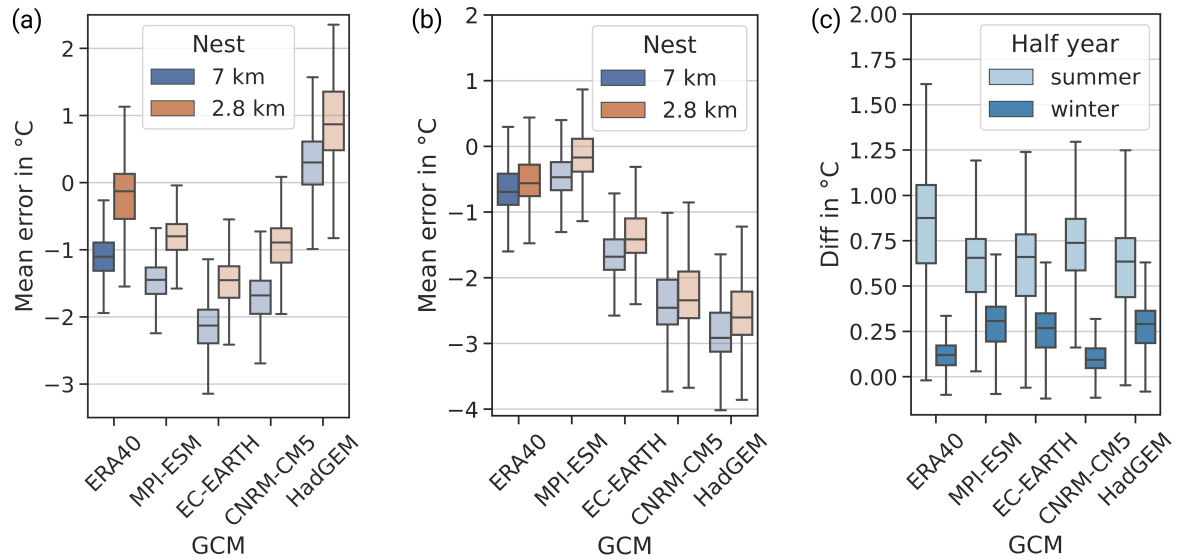 (a)
Nest
7 km
2.8 km
2
1
0
−1
−2
−3
Mean error in °C
ERA40
MPI-ESM
EC-EARTH
CNRM-CM5
HadGEM
GCM
(b)
Nest
7 km
2.8 km
2
1
0
−1
−2
−3
−4
Mean error in °C
ERA40
MPI-ESM
EC-EARTH
CNRM-CM5
HadGEM
GCM
(c)
Half year
summer
winter
2.00
1.75
1.50
1.25
1.00
0.75
0.50
0.25
0.00
Diff in °C
ERA40
MPI-ESM
EC-EARTH
CNRM-CM5
HadGEM
GCM